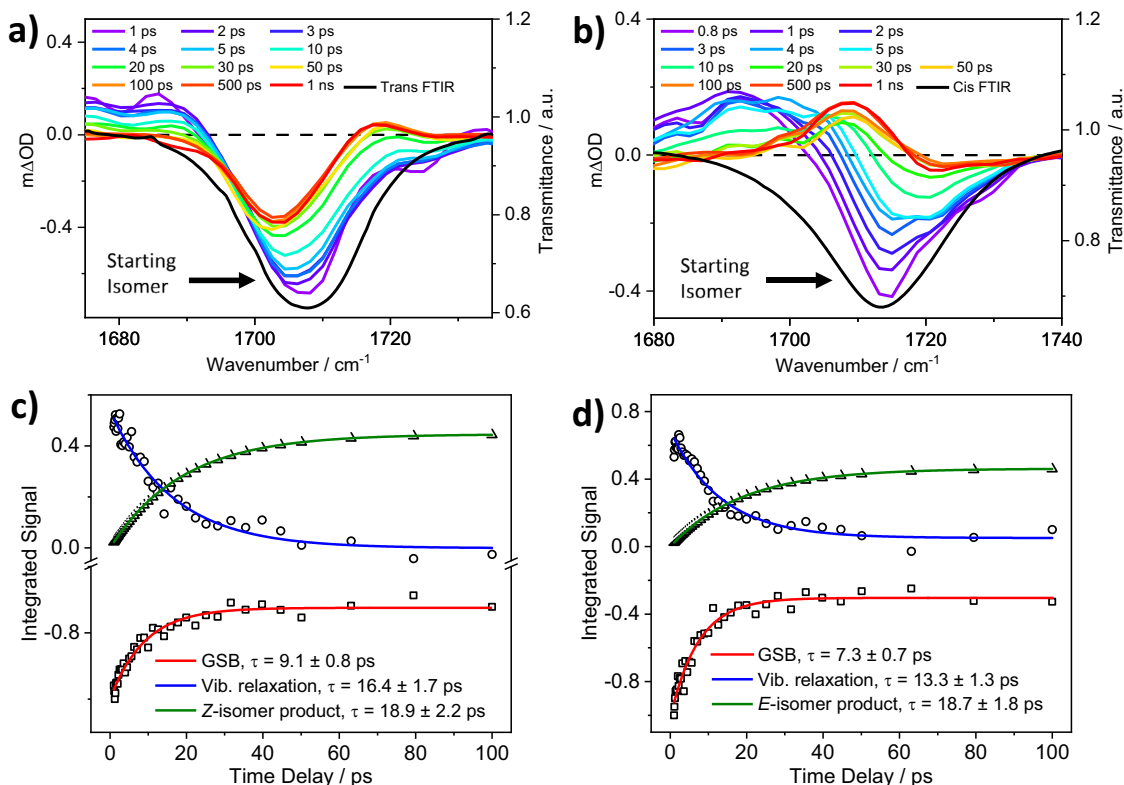 a)
1 ps 2 ps 3 ps
4 ps 5 ps 10 ps
20 ps 30 ps 50 ps
100 ps 500 ps 1 ns Trans FTIR
0.4
0.0
-0.4
mΔOD
1.2
1.0
0.8
0.6
Transmittance / a.u.
Starting
Isomer
1680 1700 1720
Wavenumber / cm⁻¹
b)
0.8 ps 1 ps 2 ps
3 ps 4 ps 5 ps
10 ps 20 ps 30 ps 50 ps
100 ps 500 ps 1 ns Cis FTIR
0.4
0.0
-0.4
mΔOD
1.2
1.0
0.8
Transmittance / a.u.
Starting
Isomer
1680 1700 1720 1740
Wavenumber / cm⁻¹
c)
0.4
0.0
-0.8
Integrated Signal
GSB, τ = 9.1 ± 0.8 ps
Vib. relaxation, τ = 16.4 ± 1.7 ps
Z-isomer product, τ = 18.9 ± 2.2 ps
0 20 40 60 80 100
Time Delay / ps
d)
0.8
0.4
0.0
-0.4
-0.8
Integrated Signal
GSB, τ = 7.3 ± 0.7 ps
Vib. relaxation, τ = 13.3 ± 1.3 ps
E-isomer product, τ = 18.7 ± 1.8 ps
0 20 40 60 80 100
Time Delay / ps